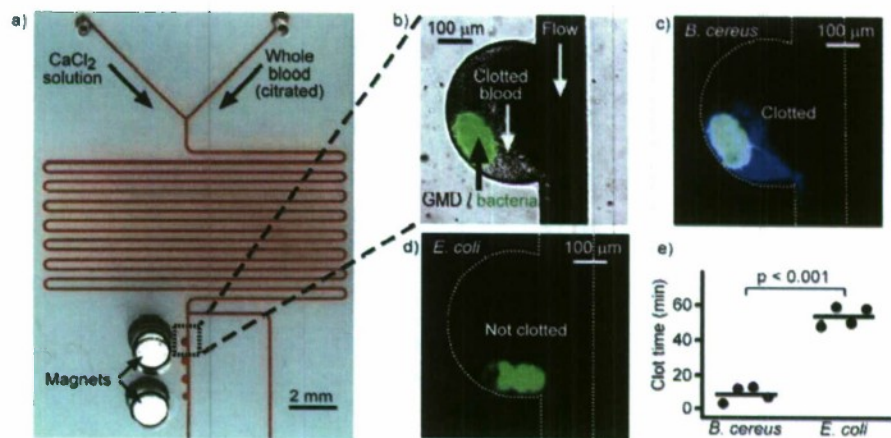 a)
CaCl2
solution
Whole
blood
(citrated)
Magnets
2 mm
b)
100 μm
Flow
Clotted
blood
GMD / bacteria
c)
B. cereus
100 μm
Clotted
d)
E. coli
100 μm
Not clotted
e)
p < 0.001
Clot time (min)
60
40
20
0
B. cereus
E. coli